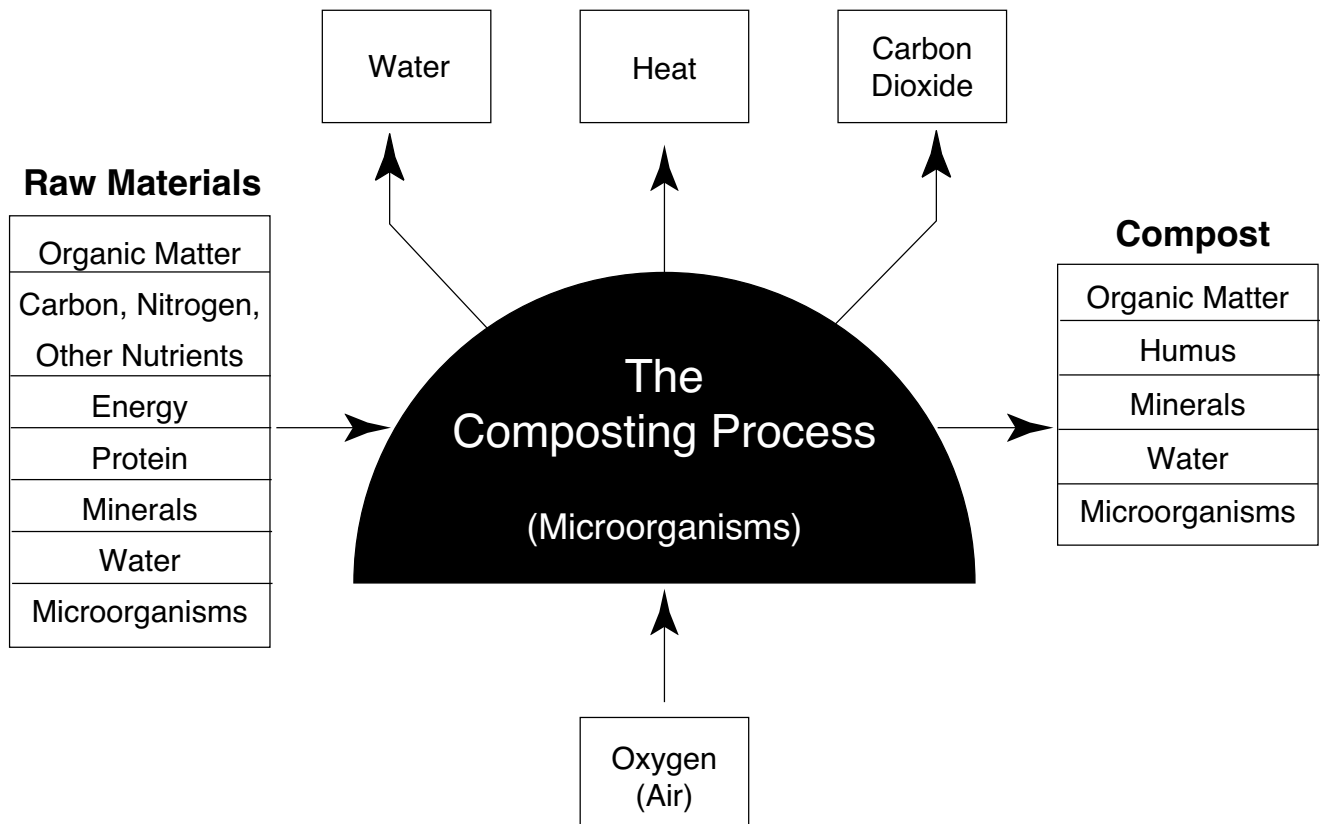 Water
Heat
Carbon
Dioxide
Raw Materials
Organic Matter
Carbon, Nitrogen,
Other Nutrients
Energy
Protein
Minerals
Water
Microorganisms
The
Composting Process
(Microorganisms)
Compost
Organic Matter
Humus
Minerals
Water
Microorganisms
Oxygen
(Air)